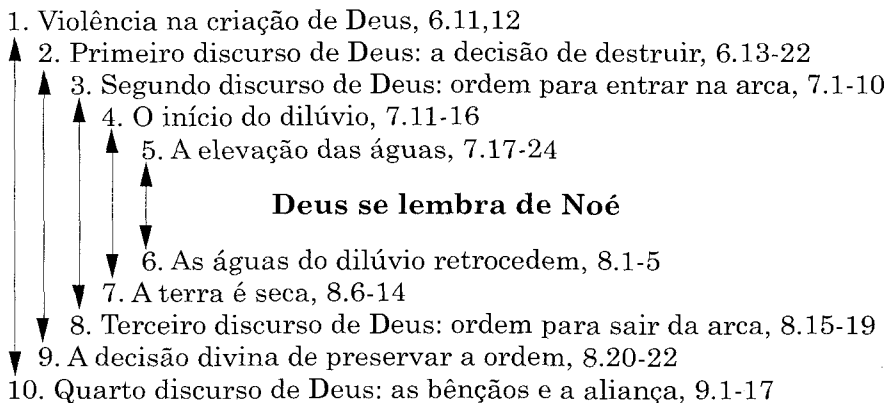 1. Violência na criação de Deus, 6.11,12
2. Primeiro discurso de Deus: a decisão de destruir, 6.13-22
3. Segundo discurso de Deus: ordem para entrar na arca, 7.1-10
4. O início do dilúvio, 7.11-16
5. A elevação das águas, 7.17-24
Deus se lembra de Noé
6. As águas do dilúvio retrocedem, 8.1-5
7. A terra é seca, 8.6-14
8. Terceiro discurso de Deus: ordem para sair da arca, 8.15-19
9. A decisão divina de preservar a ordem, 8.20-22
10. Quarto discurso de Deus: as bênçãos e a aliança, 9.1-17